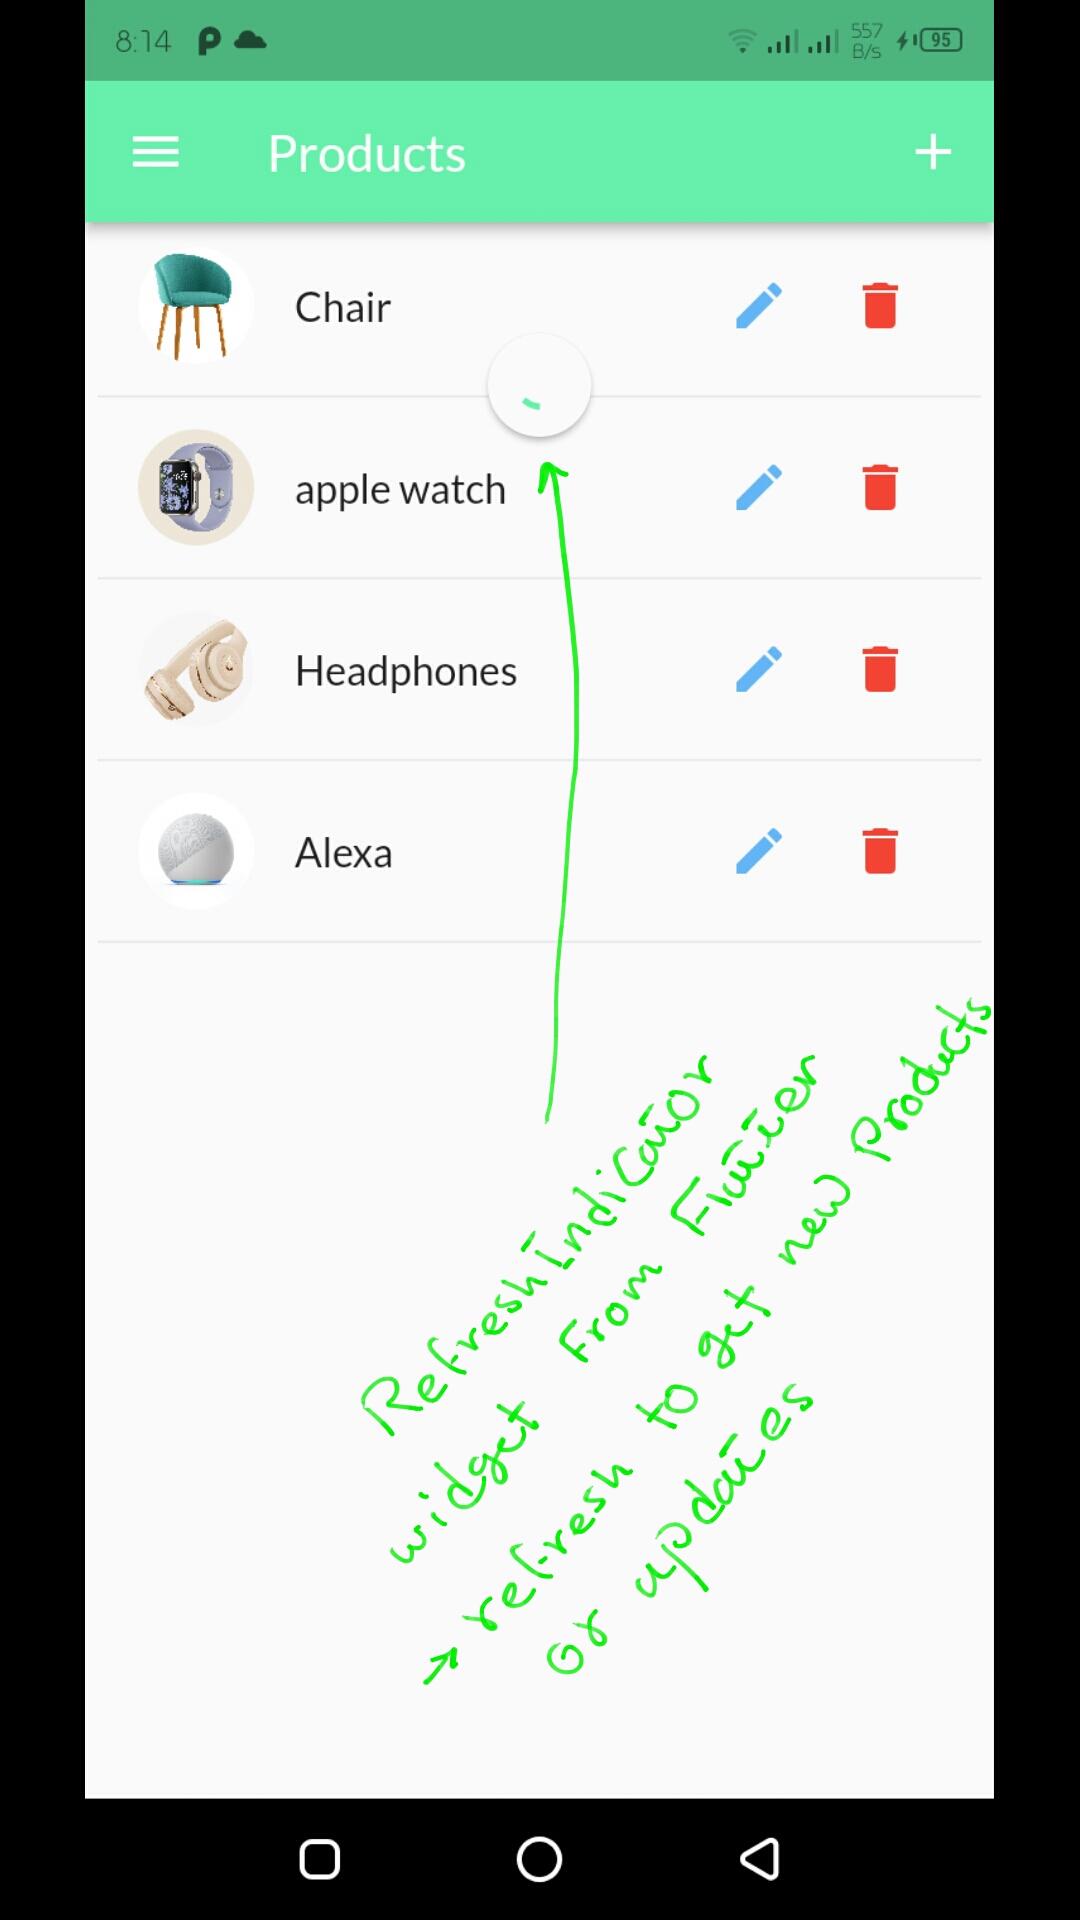 8:14
557
B/s
95
Products
Chair
apple watch
Headphones
Alexa
RefreshIndicator
widget From Flutter
→ refresh to get new Products
or updates